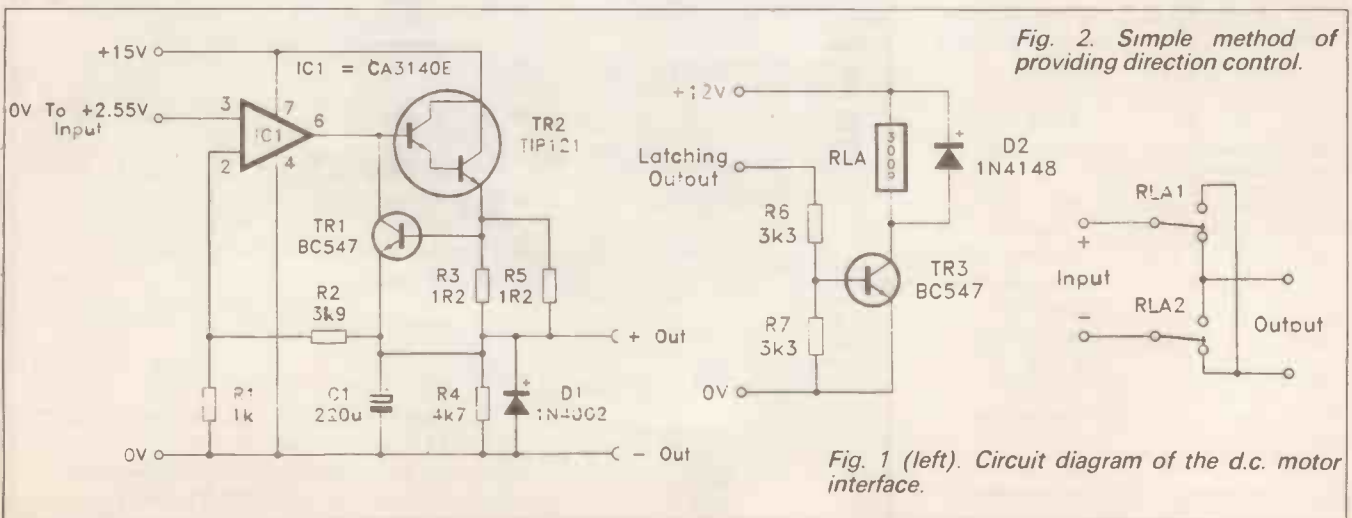 Fig. 2. Simple method of
providing direction control.
+15V
IC1 = CA3140E
0V To +2.55V
Input
3
2
IC1
7
4
6
TR2
TIP121
TR1
BC547
R3
1R2
R5
1R2
R2
3k9
+ Out
R1
1k
C1
220u
R4
4k7
D1
1N4002
0V
- Out
+12V
Latching
Output
RLA
300R
D2
1N4148
R6
3k3
TR3
BC547
R7
3k3
0V
RLA1
+
Input
-
RLA2
Output
Fig. 1 (left). Circuit diagram of the d.c. motor
interface.